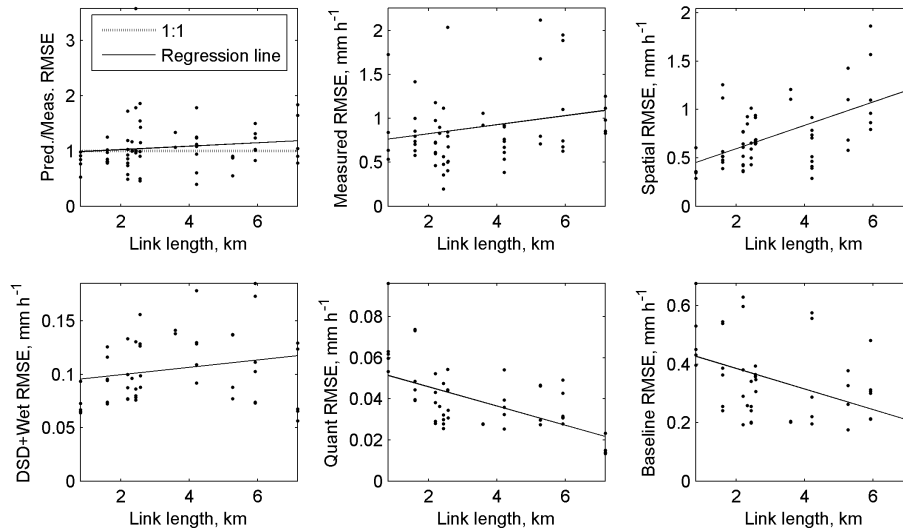 Pred./Meas. RMSE
3
2
1
0
1:1
Regression line
2 4 6
Link length, km
Measured RMSE, mm h⁻¹
2
1.5
1
0.5
0
2 4 6
Link length, km
Spatial RMSE, mm h⁻¹
2
1.5
1
0.5
0
2 4 6
Link length, km
DSD+Wet RMSE, mm h⁻¹
0.15
0.1
0.05
0
2 4 6
Link length, km
Quant RMSE, mm h⁻¹
0.08
0.06
0.04
0.02
0
2 4 6
Link length, km
Baseline RMSE, mm h⁻¹
0.6
0.4
0.2
0
2 4 6
Link length, km